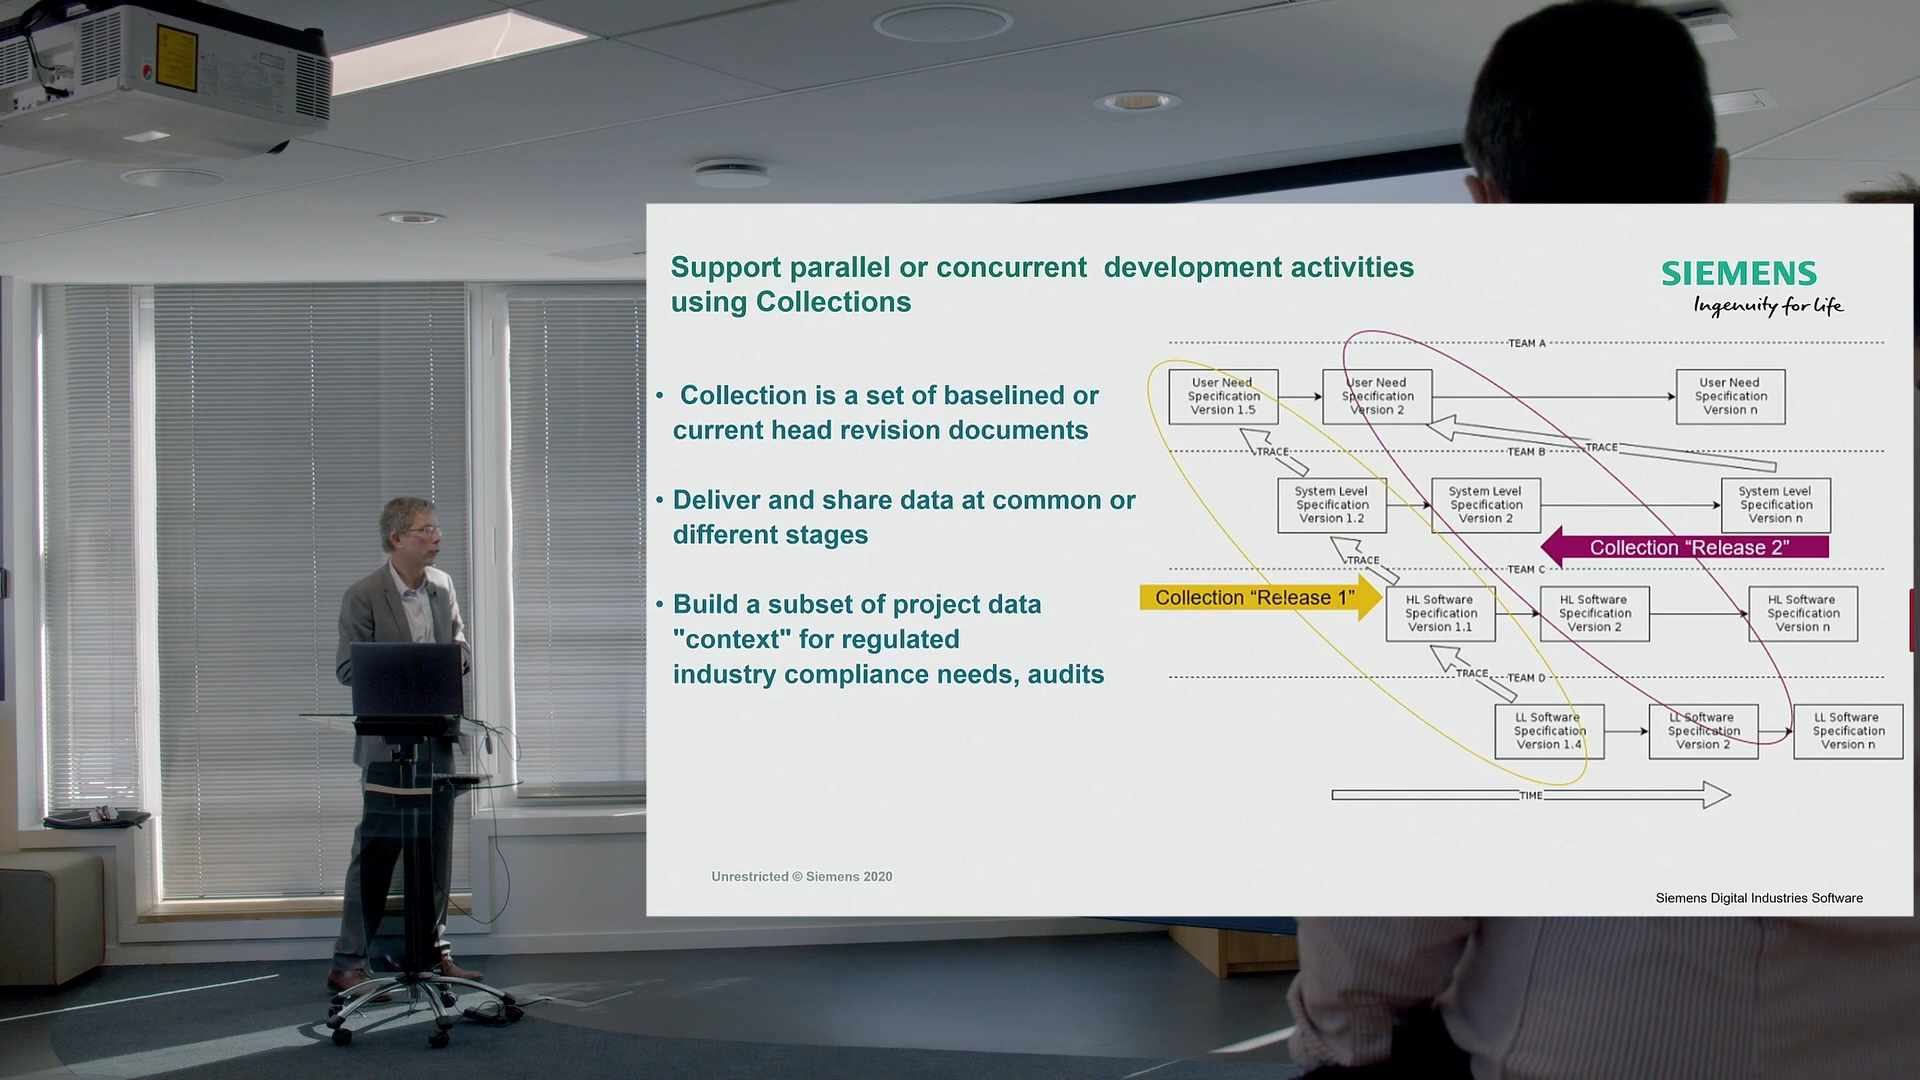 Support parallel or concurrent  development activities
using Collections
SIEMENS
Ingenuity for life
• Collection is a set of baselined or
current head revision documents
• Deliver and share data at common or
different stages
• Build a subset of project data
"context" for regulated
industry compliance needs, audits
TEAM A
User Need
Specification
Version 1.5
User Need
Specification
Version 2
User Need
Specification
Version n
TRACE
TRACE
TEAM B
System Level
Specification
Version 1.2
System Level
Specification
Version 2
System Level
Specification
Version n
Collection “Release 2”
TRACE
TEAM C
Collection “Release 1”
HL Software
Specification
Version 1.1
HL Software
Specification
Version 2
HL Software
Specification
Version n
TRACE
TEAM D
LL Software
Specification
Version 1.4
LL Software
Specification
Version 2
LL Software
Specification
Version n
TIME
Unrestricted © Siemens 2020
Siemens Digital Industries Software